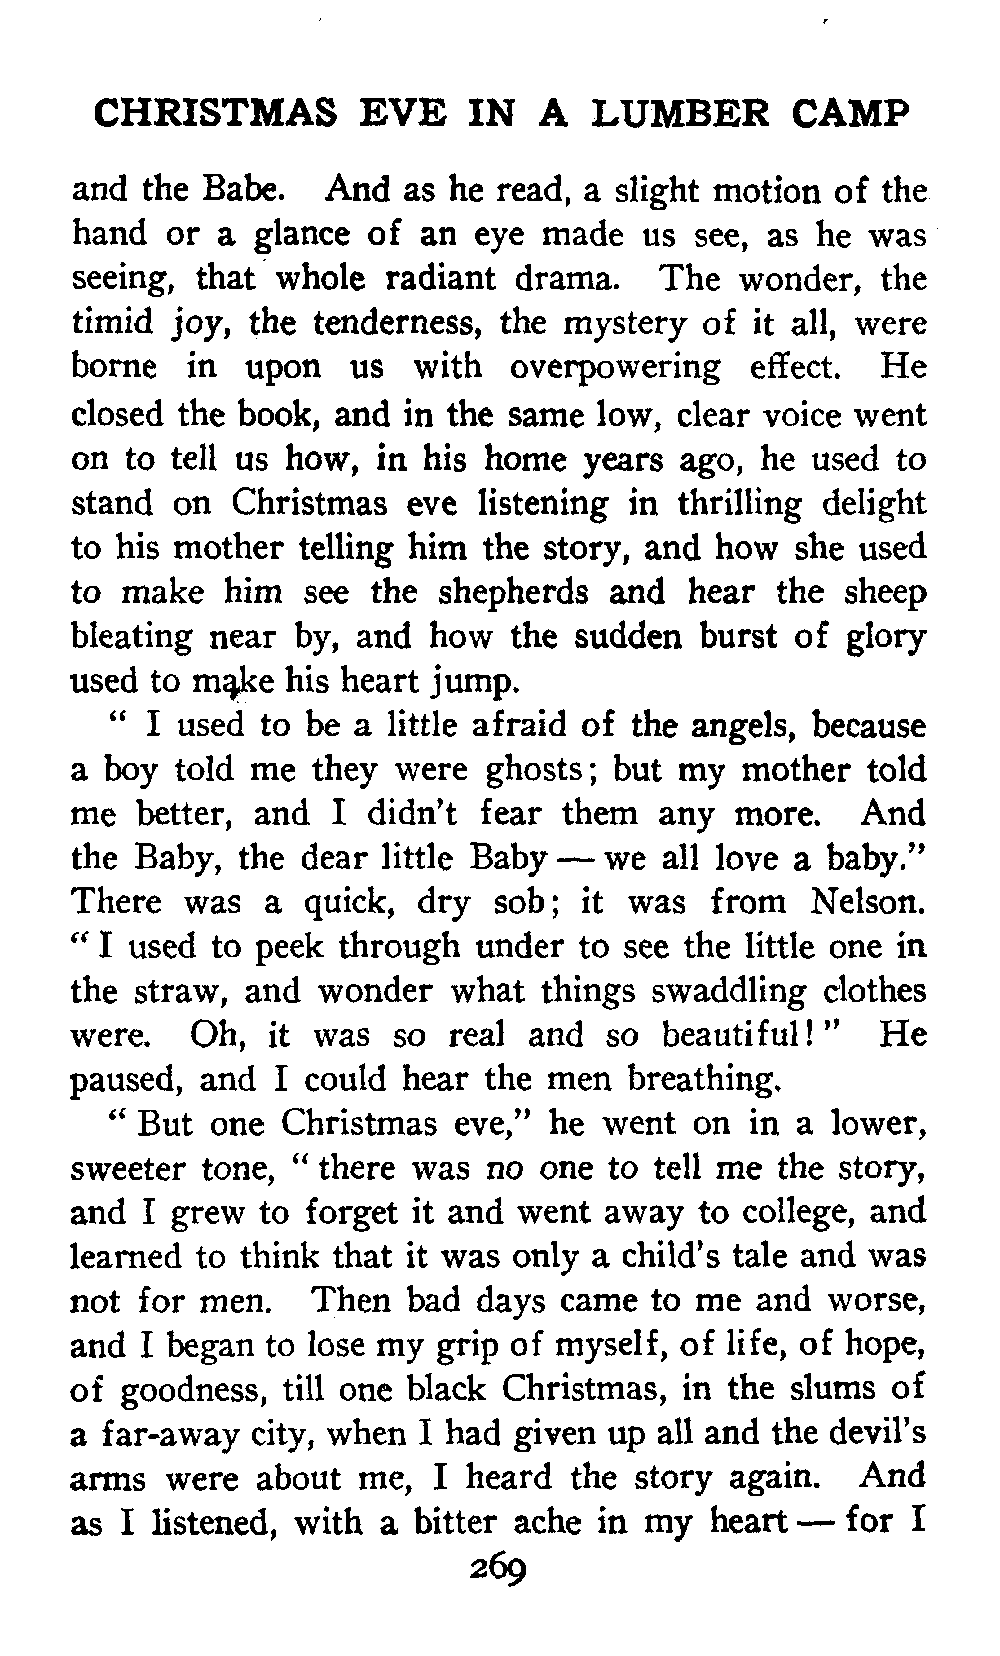 CHRISTMAS EVE IN A LUMBER CAMP
and the Babe. And as he read, a slight motion of the
hand or a glance of an eye made us see, as he was
seeing, that whole radiant drama. The wonder, the
timid joy, the tenderness, the mystery of it all, were
borne in upon us with overpowering effect. He
closed the book, and in the same low, clear voice went
on to tell us how, in his home years ago, he used to
stand on Christmas eve listening in thrilling delight
to his mother telling him the story, and how she used
to make him see the shepherds and hear the sheep
bleating near by, and how the sudden burst of glory
used to make his heart jump.
" I used to be a little afraid of the angels, because
a boy told me they were ghosts; but my mother told
me better, and I didn't fear them any more. And
the Baby, the dear little Baby — we all love a baby."
There was a quick, dry sob; it was from Nelson.
" I used to peek through under to see the little one in
the straw, and wonder what things swaddling clothes
were. Oh, it was so real and so beautiful! " He
paused, and I could hear the men breathing.
" But one Christmas eve," he went on in a lower,
sweeter tone, " there was no one to tell me the story,
and I grew to forget it and went away to college, and
learned to think that it was only a child's tale and was
not for men. Then bad days came to me and worse,
and I began to lose my grip of myself, of life, of hope,
of goodness, till one black Christmas, in the slums of
a far-away city, when I had given up all and the devil's
arms were about me, I heard the story again. And
as I listened, with a bitter ache in my heart — for I
269